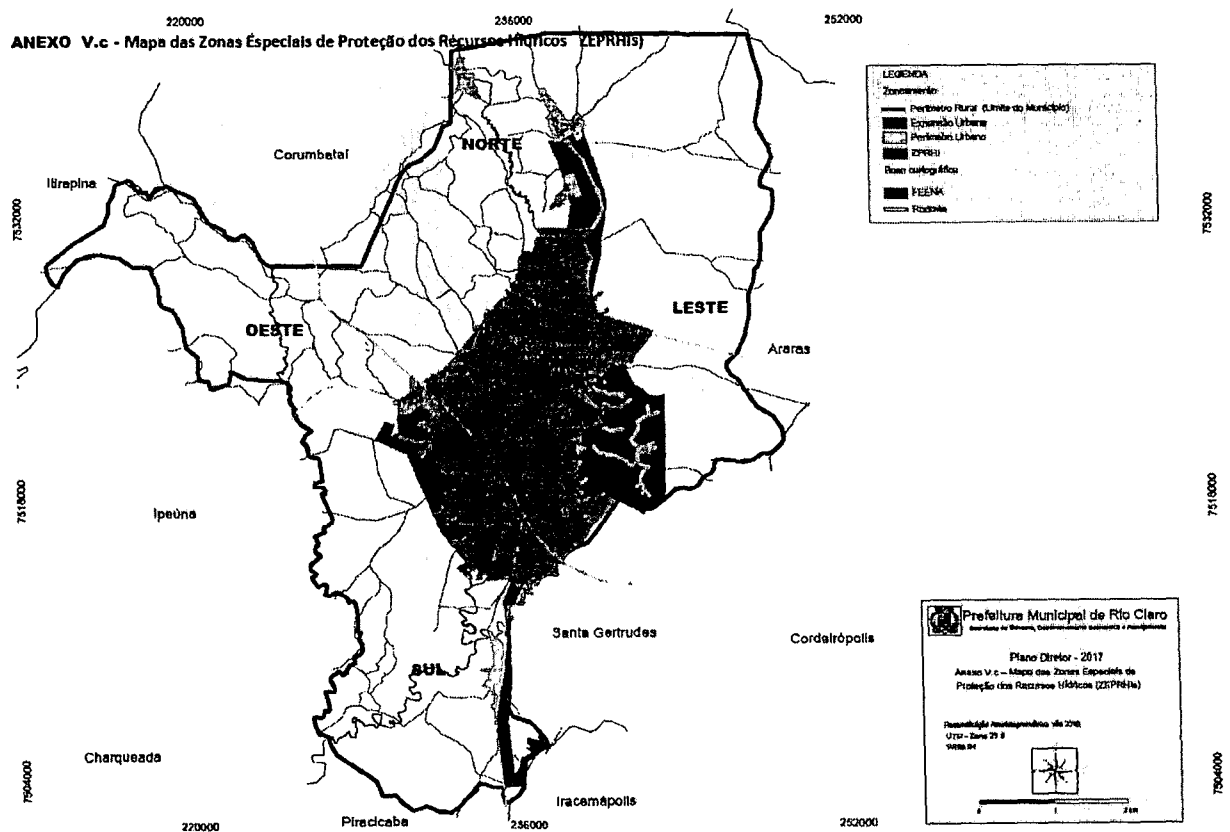 220000 236000 252000
ANEXO V.c - Mapa das Zonas Especiais de Proteção dos Recursos Hídricos ZEPRHIs)
LEGENDA
Zoneamento
Perímetro Rural (Limite do Município)
Expansão Urbana
Perímetro Urbano
ZPRHI
Base cartográfica
FEENA
Rodovia
NORTE
Corumbataí
Itirapina
7532000
7532000
LESTE
OESTE
Araras
7518000
7518000
Ipeúna
Santa Gertrudes
Cordeirópolis
SUL
Prefeitura Municipal de Rio Claro
Plano Diretor - 2017
Anexo V.c – Mapa das Zonas Especiais de
Proteção dos Recursos Hídricos (ZEPRHIs)
Charqueada
7504000
7504000
Iracemápolis
Piracicaba
220000 236000 252000